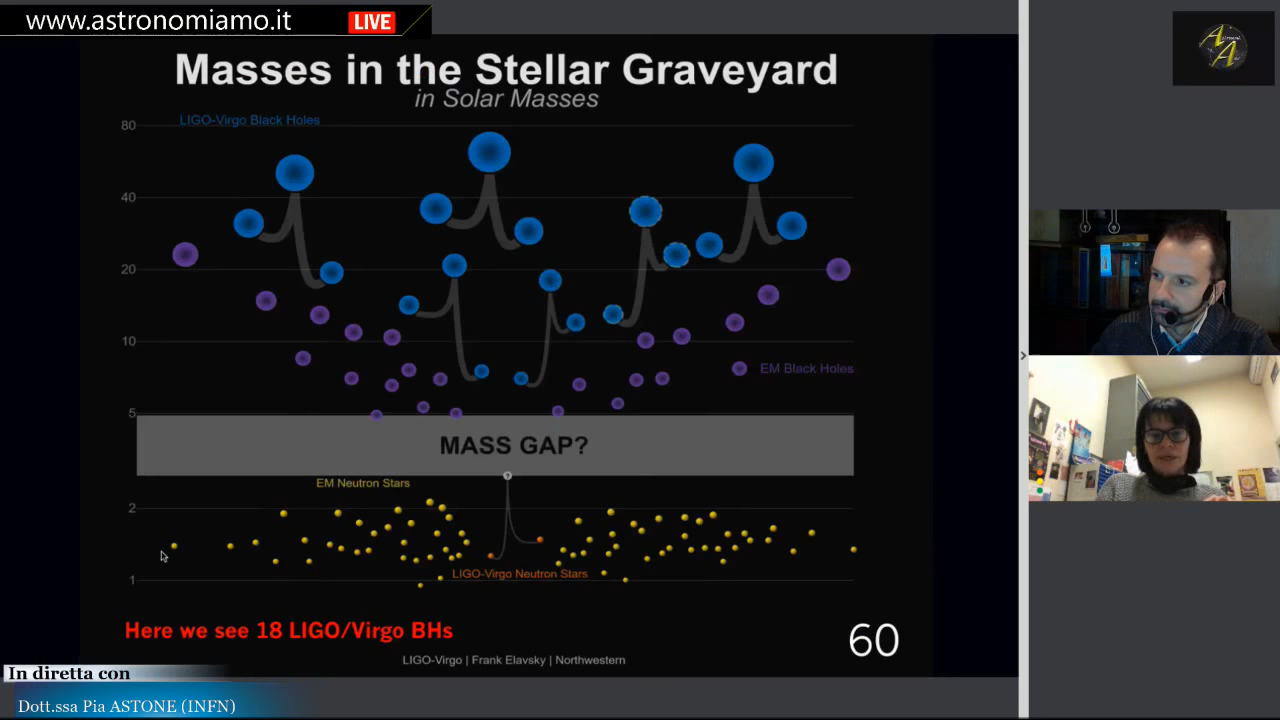 www.astronomiamo.it LIVE
Masses in the Stellar Graveyard
in Solar Masses
LIGO-Virgo Black Holes
80
40
20
10
EM Black Holes
5
MASS GAP?
?
EM Neutron Stars
2
LIGO-Virgo Neutron Stars
1
Here we see 18 LIGO/Virgo BHs
60
LIGO-Virgo | Frank Elavsky | Northwestern
In diretta con
Dott.ssa Pia ASTONE (INFN)